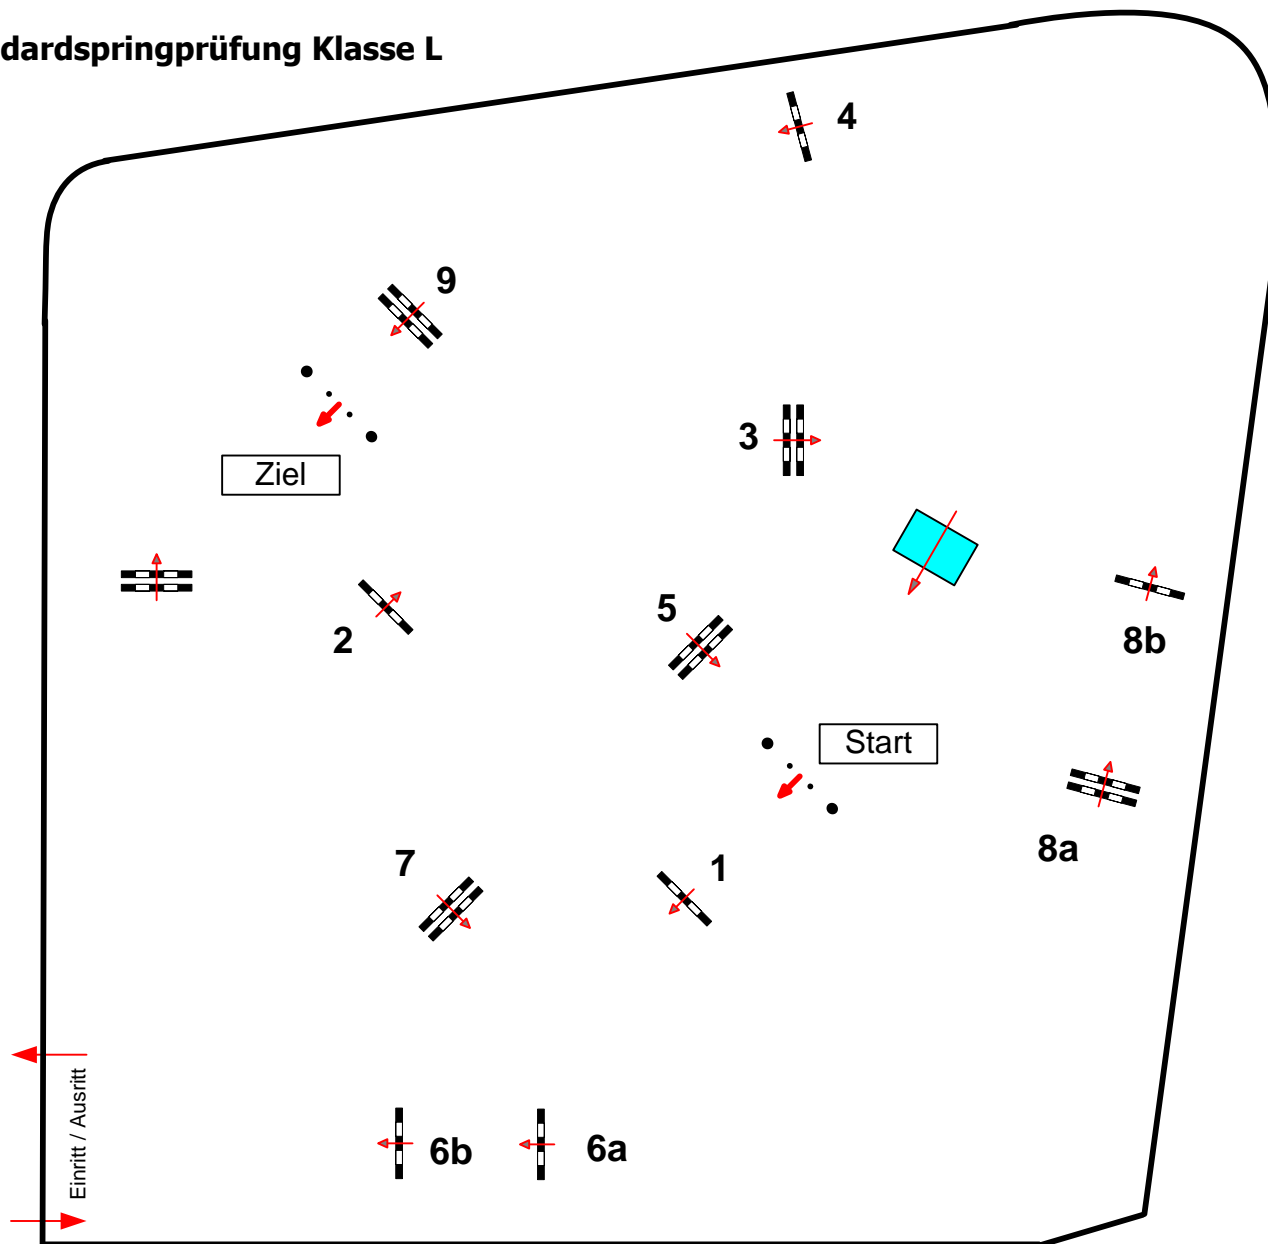 dardspringprüfung Klasse L
4
9
3
Ziel
5
2
8b
Start
8a
7
1
Einritt / Ausritt
6b
6a